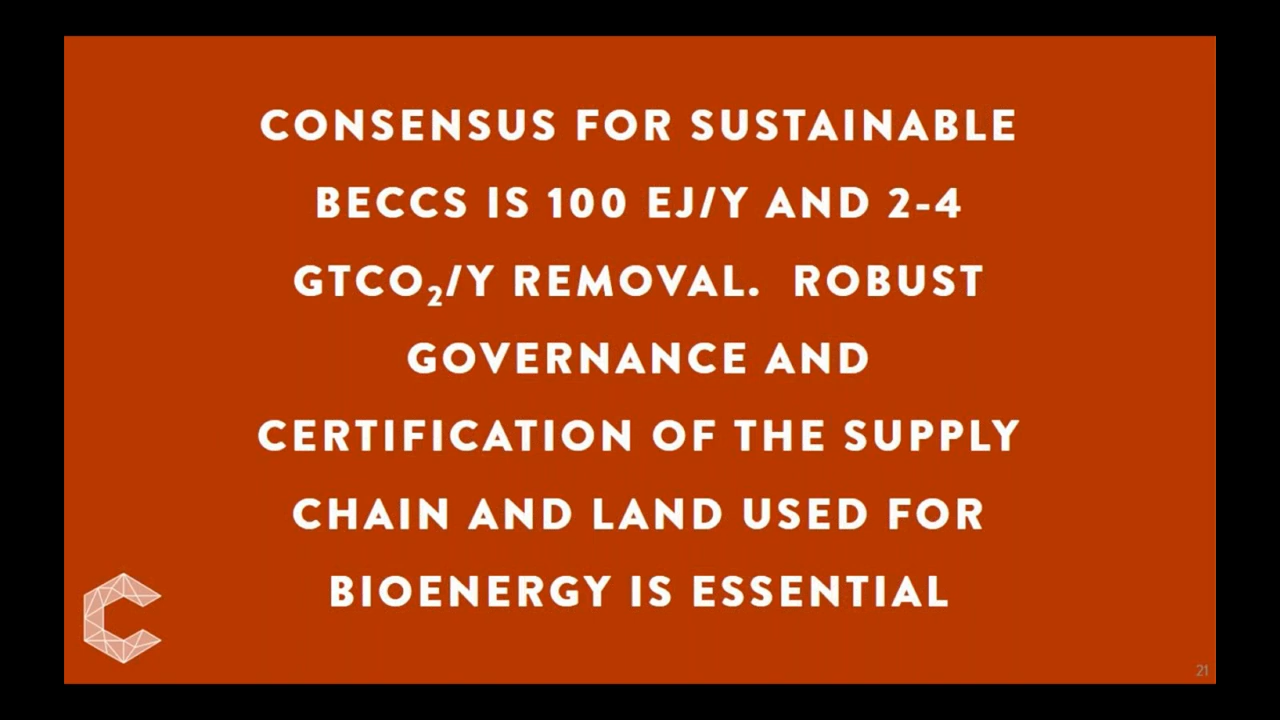 CONSENSUS FOR SUSTAINABLE
BECCS IS 100 EJ/Y AND 2-4
GTCO₂/Y REMOVAL. ROBUST
GOVERNANCE AND
CERTIFICATION OF THE SUPPLY
CHAIN AND LAND USED FOR
BIOENERGY IS ESSENTIAL
21